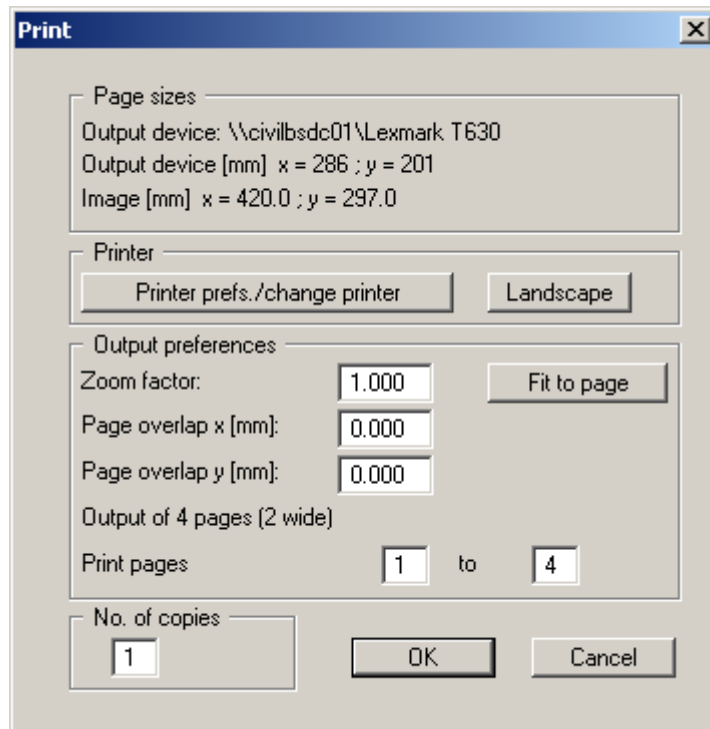 Print
Page sizes
Output device: \\civilbsdc01\Lexmark T630
Output device [mm]  x = 286 ; y = 201
Image [mm]  x = 420.0 ; y = 297.0
Printer
Printer prefs./change printer
Landscape
Output preferences
Zoom factor: 1.000 Fit to page
Page overlap x [mm]: 0.000
Page overlap y [mm]: 0.000
Output of 4 pages (2 wide)
Print pages 1 to 4
No. of copies
1
OK
Cancel